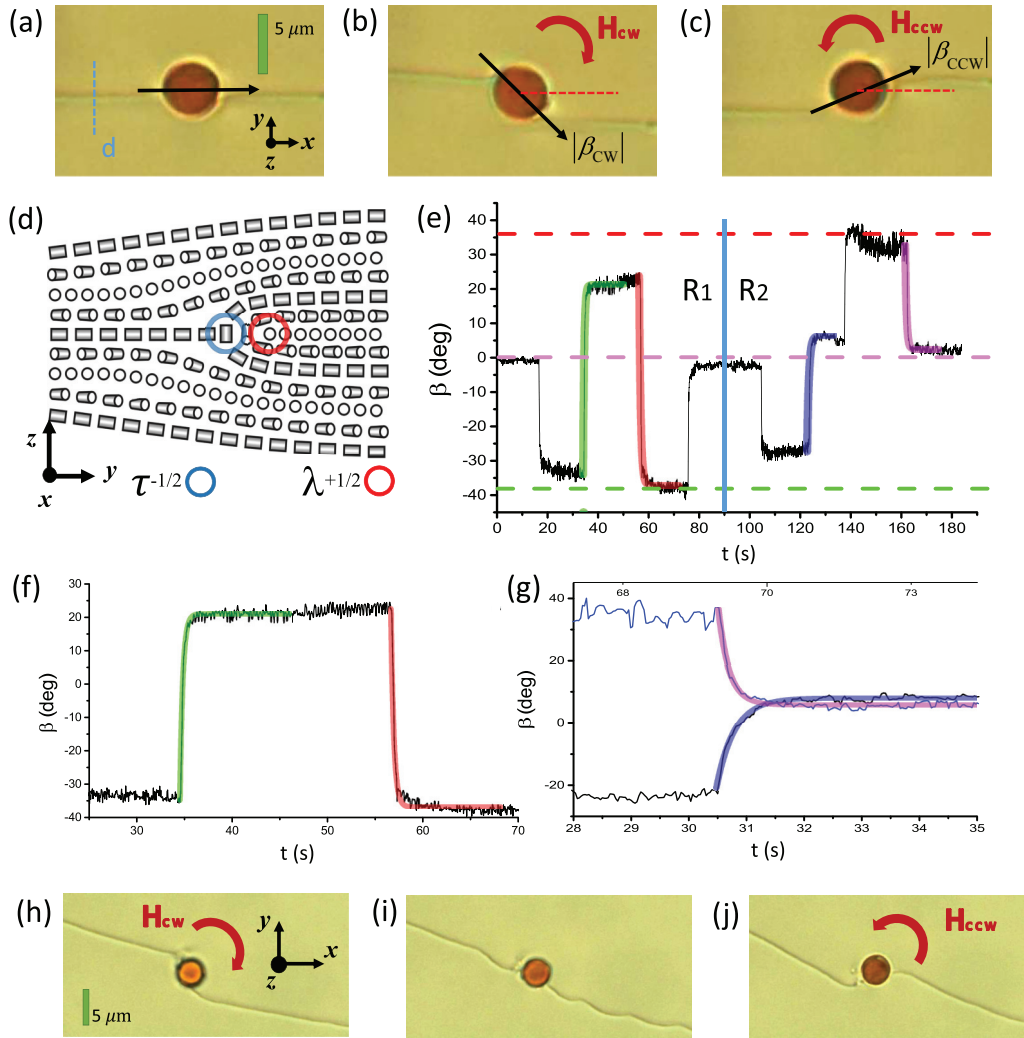 (a)
5 μm
d
y
x
z
(b)
Hcw
|βCW|
(c)
Hccw
|βCCW|
(d)
z
y
x
τ-1/2
λ+1/2
(e)
β (deg)
40
30
20
10
0
-10
-20
-30
-40
R1
R2
0 20 40 60 80 100 120 140 160 180
t (s)
(f)
β (deg)
30
20
10
0
-10
-20
-30
-40
30 40 50 60 70
t (s)
(g)
68 70 73
β (deg)
40
20
0
-20
28 29 30 31 32 33 34 35
t (s)
(h)
Hcw
y
x
z
5 μm
(i)
(j)
Hccw